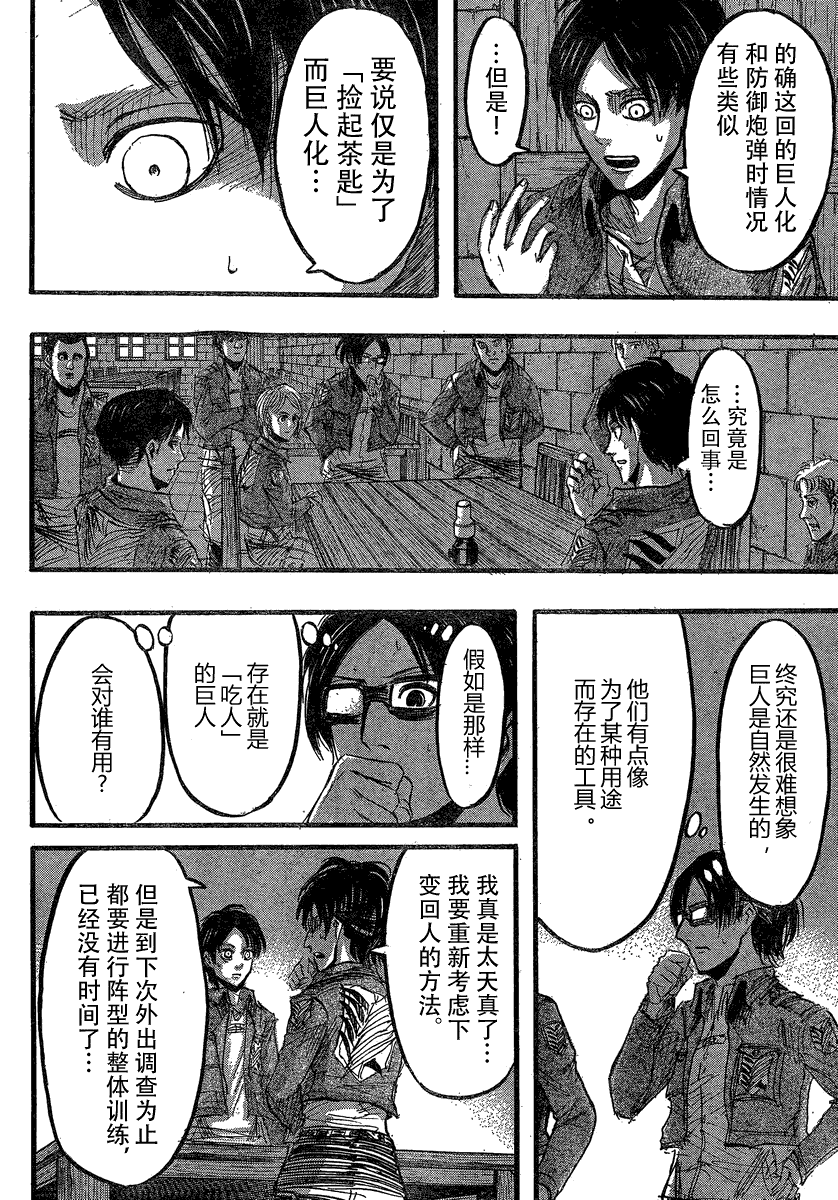 的确这回的巨人化
和防御炮弹时情况
有些类似
…但是！
要说仅是为了
「捡起茶匙」
而巨人化…
…究竟是
怎么回事…
终究还是很难想象
巨人是自然发生的，
他们有点像
为了某种用途
而存在的工具。
假如是那样…
存在就是
「吃人」
的巨人
会对谁有用？
我真是太天真了…
我要重新考虑下
变回人的方法。
但是到下次外出调查为止
都要进行阵型的整体训练，
已经没有时间了…